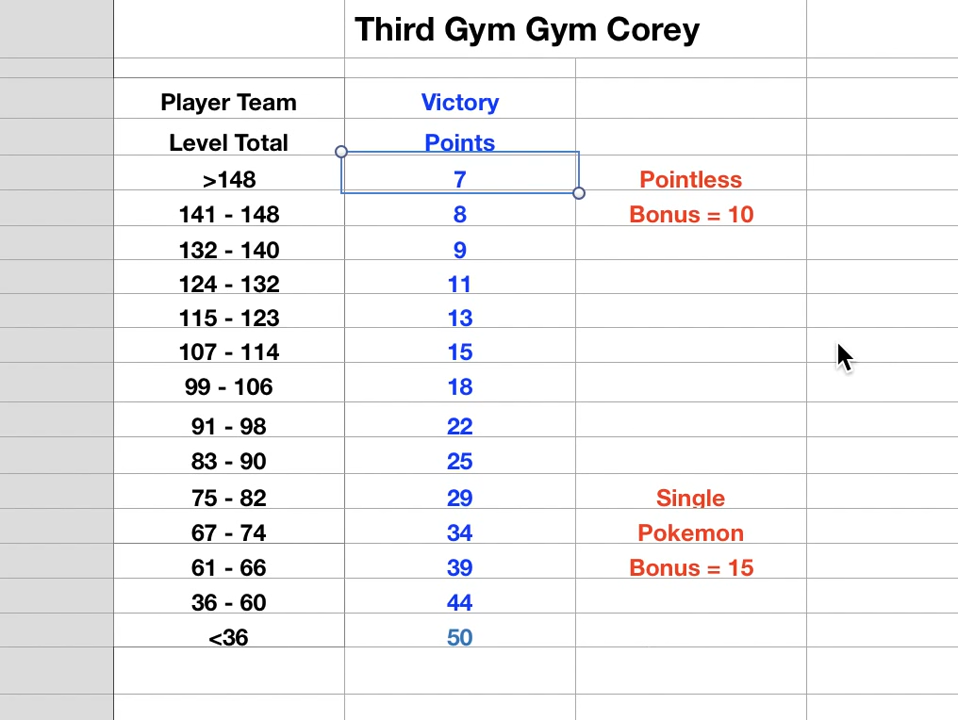 Third Gym Gym Corey
Player Team Victory
Level Total Points
>148 7 Pointless
141 - 148 8 Bonus = 10
132 - 140 9
124 - 132 11
115 - 123 13
107 - 114 15
99 - 106 18
91 - 98 22
83 - 90 25
75 - 82 29 Single
67 - 74 34 Pokemon
61 - 66 39 Bonus = 15
36 - 60 44
<36 50